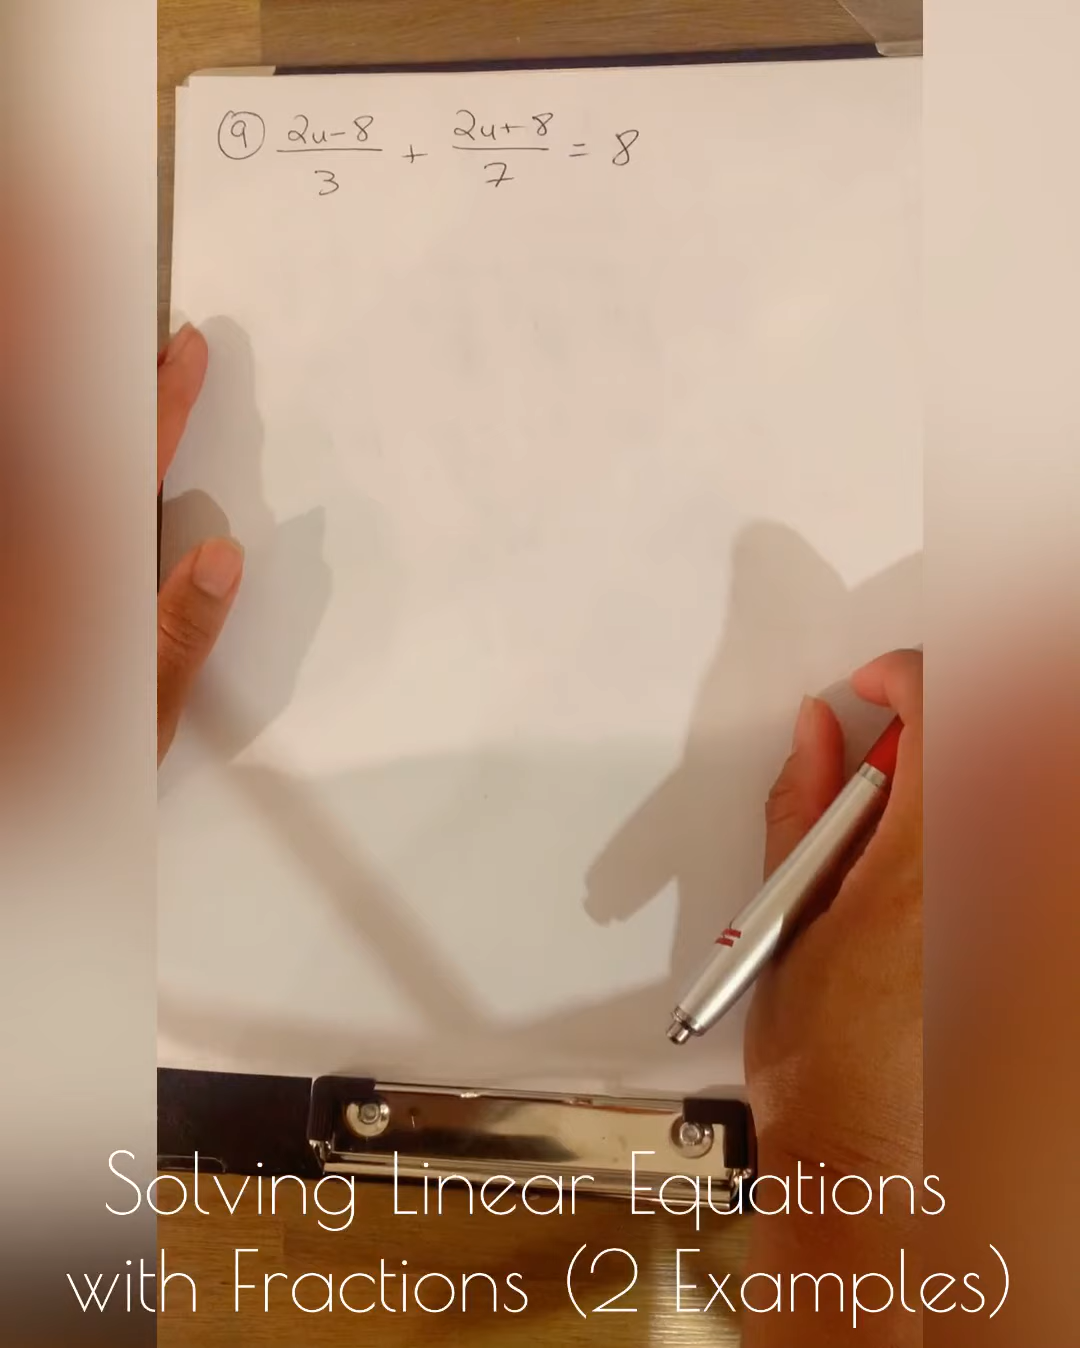 9 (2u-8)/3 + (2u+8)/7 = 8
Solving Linear Equations
with Fractions (2 Examples)